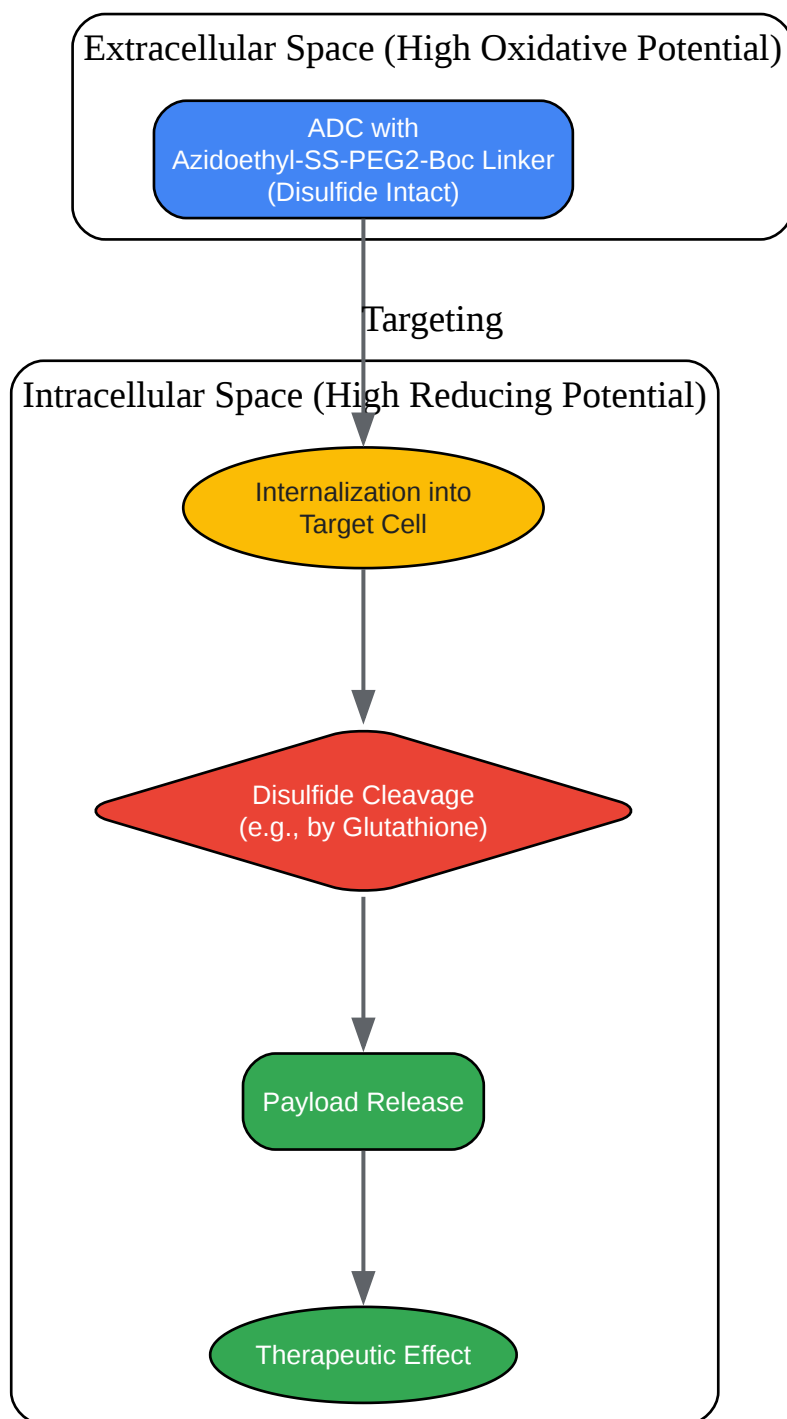 Extracellular Space (High Oxidative Potential)
ADC with
Azidoethyl-SS-PEG2-Boc Linker
(Disulfide Intact)
Targeting
Intracellular Space (High Reducing Potential)
Internalization into
Target Cell
Disulfide Cleavage
(e.g., by Glutathione)
Payload Release
Therapeutic Effect